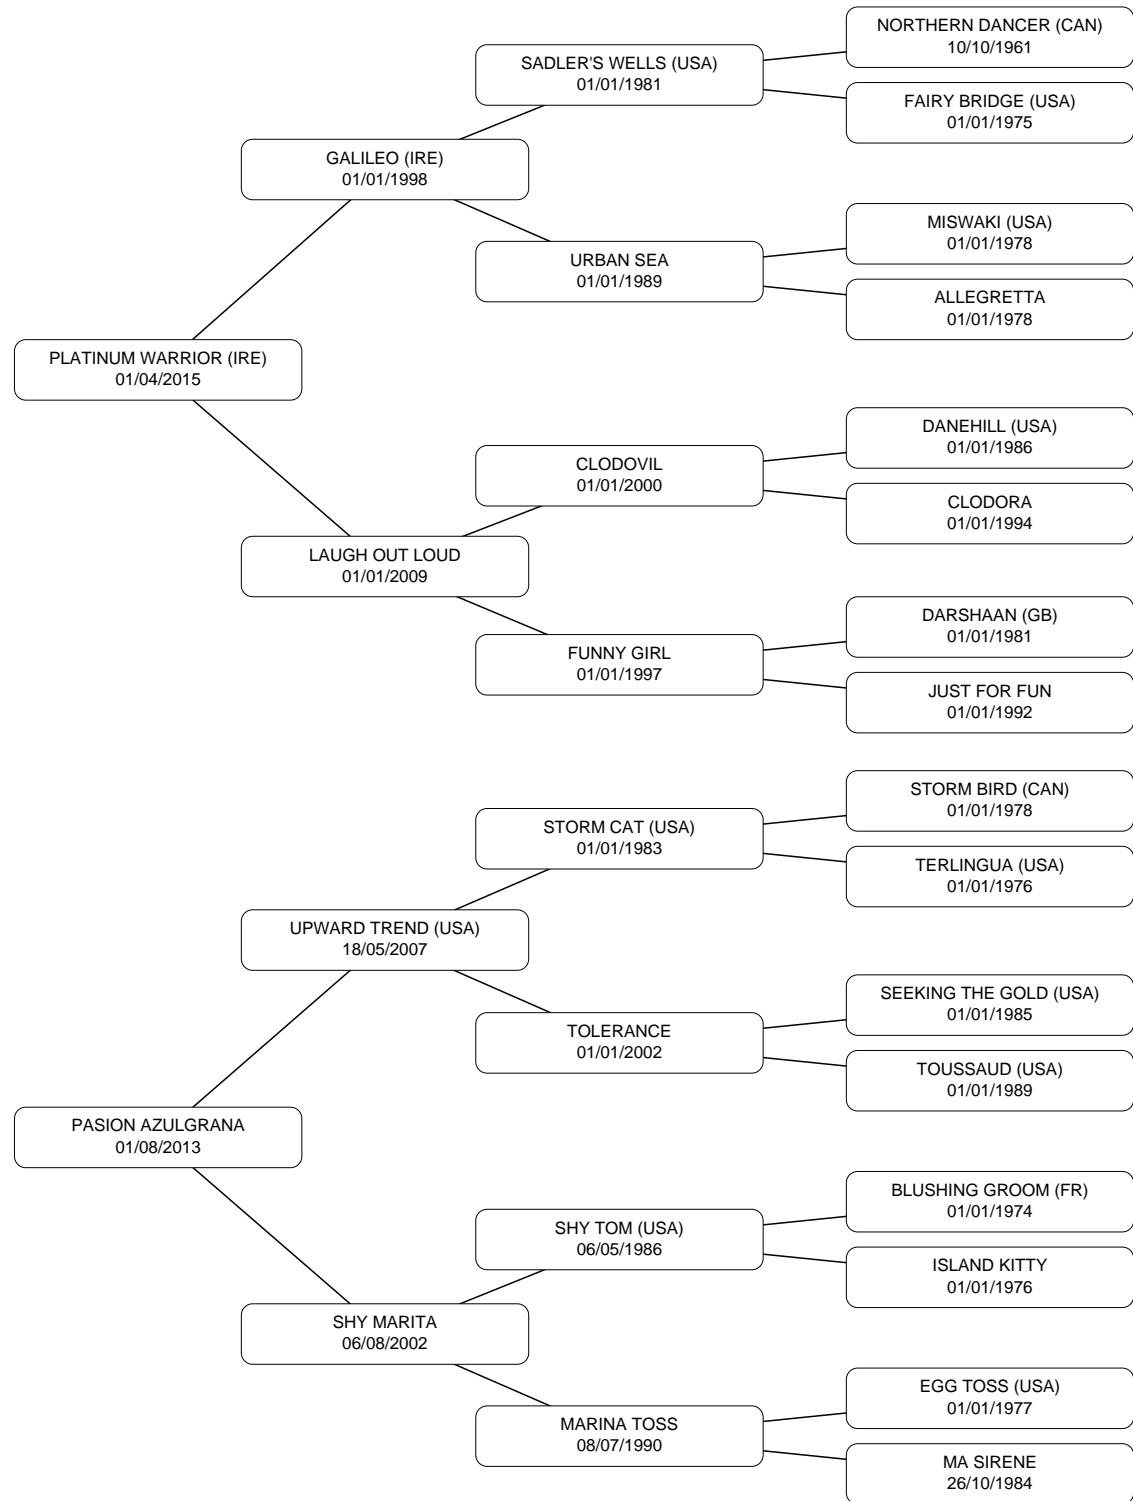 NORTHERN DANCER (CAN)
10/10/1961
SADLER'S WELLS (USA)
01/01/1981
FAIRY BRIDGE (USA)
01/01/1975
GALILEO (IRE)
01/01/1998
MISWAKI (USA)
01/01/1978
URBAN SEA
01/01/1989
ALLEGRETTA
01/01/1978
PLATINUM WARRIOR (IRE)
01/04/2015
DANEHILL (USA)
01/01/1986
CLODOVIL
01/01/2000
CLODORA
01/01/1994
LAUGH OUT LOUD
01/01/2009
DARSHAAN (GB)
01/01/1981
FUNNY GIRL
01/01/1997
JUST FOR FUN
01/01/1992
STORM BIRD (CAN)
01/01/1978
STORM CAT (USA)
01/01/1983
TERLINGUA (USA)
01/01/1976
UPWARD TREND (USA)
18/05/2007
SEEKING THE GOLD (USA)
01/01/1985
TOLERANCE
01/01/2002
TOUSSAUD (USA)
01/01/1989
PASION AZULGRANA
01/08/2013
BLUSHING GROOM (FR)
01/01/1974
SHY TOM (USA)
06/05/1986
ISLAND KITTY
01/01/1976
SHY MARITA
06/08/2002
EGG TOSS (USA)
01/01/1977
MARINA TOSS
08/07/1990
MA SIRENE
26/10/1984